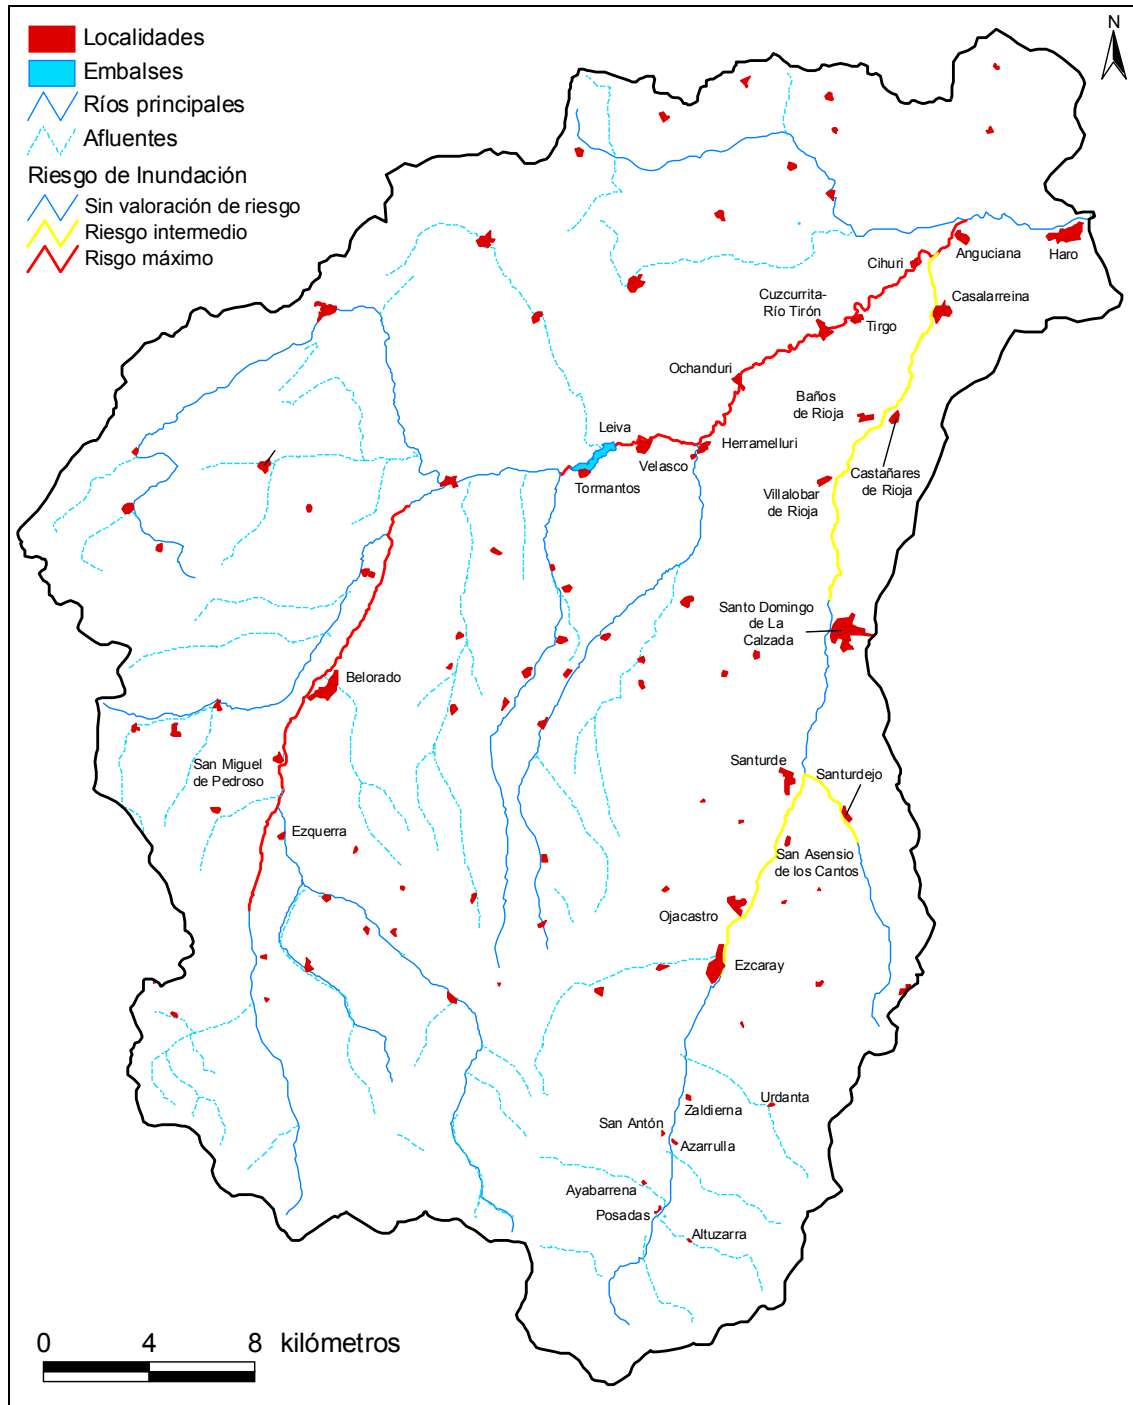 Localidades
Embalses
Ríos principales
Afluentes
Riesgo de Inundación
Sin valoración de riesgo
Riesgo intermedio
Risgo máximo
N
Anguciana
Haro
Cihuri
Casalarreina
Cuzcurrita-
Río Tirón
Tirgo
Ochanduri
Baños
de Rioja
Leiva
Herramelluri
Velasco
Castañares
de Rioja
Tormantos
Villalobar
de Rioja
Santo Domingo
de La
Calzada
Belorado
San Miguel
de Pedroso
Santurde
Santurdejo
Ezquerra
San Asensio
de los Cantos
Ojacastro
Ezcaray
Zaldierna
Urdanta
San Antón
Azarrulla
Ayabarrena
Posadas
Altuzarra
0 4 8 kilómetros